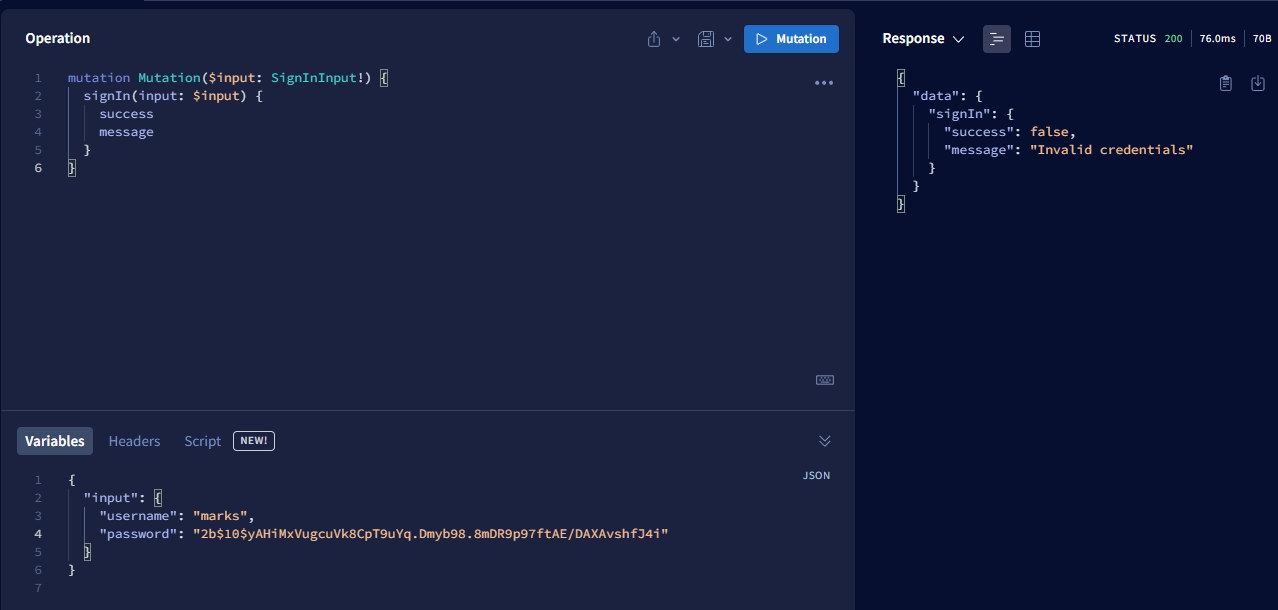 Operation
Mutation
1 mutation Mutation($input: SignInInput!) {
2 signIn(input: $input) {
3 success
4 message
5 }
6 }
Variables Headers Script NEW!
JSON
1 {
2 "input": {
3 "username": "marks",
4 "password": "2b$10$yAHiMxVugcuVk8CpT9uYq.Dmyb98.8mDR9p97ftAE/DAXAvshfJ4i"
5 }
6 }
7
Response STATUS 200 76.0ms 70B
{
"data": {
"signIn": {
"success": false,
"message": "Invalid credentials"
}
}
}